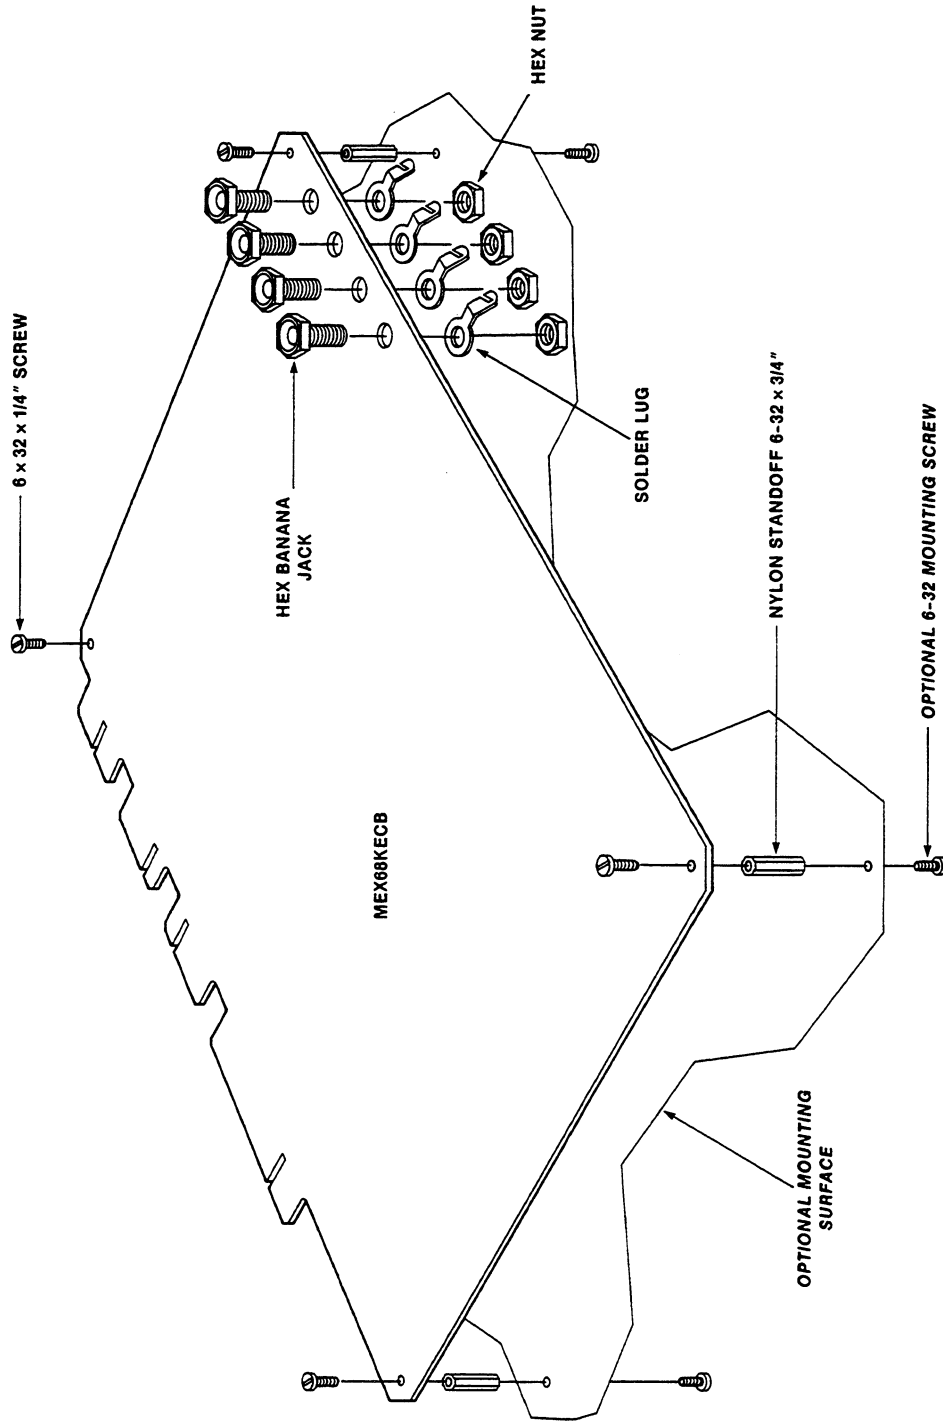 6 x 32 x 1/4" SCREW
HEX NUT
HEX BANANA
JACK
SOLDER LUG
MEX68KECB
NYLON STANDOFF 6-32 x 3/4"
OPTIONAL 6-32 MOUNTING SCREW
OPTIONAL MOUNTING
SURFACE